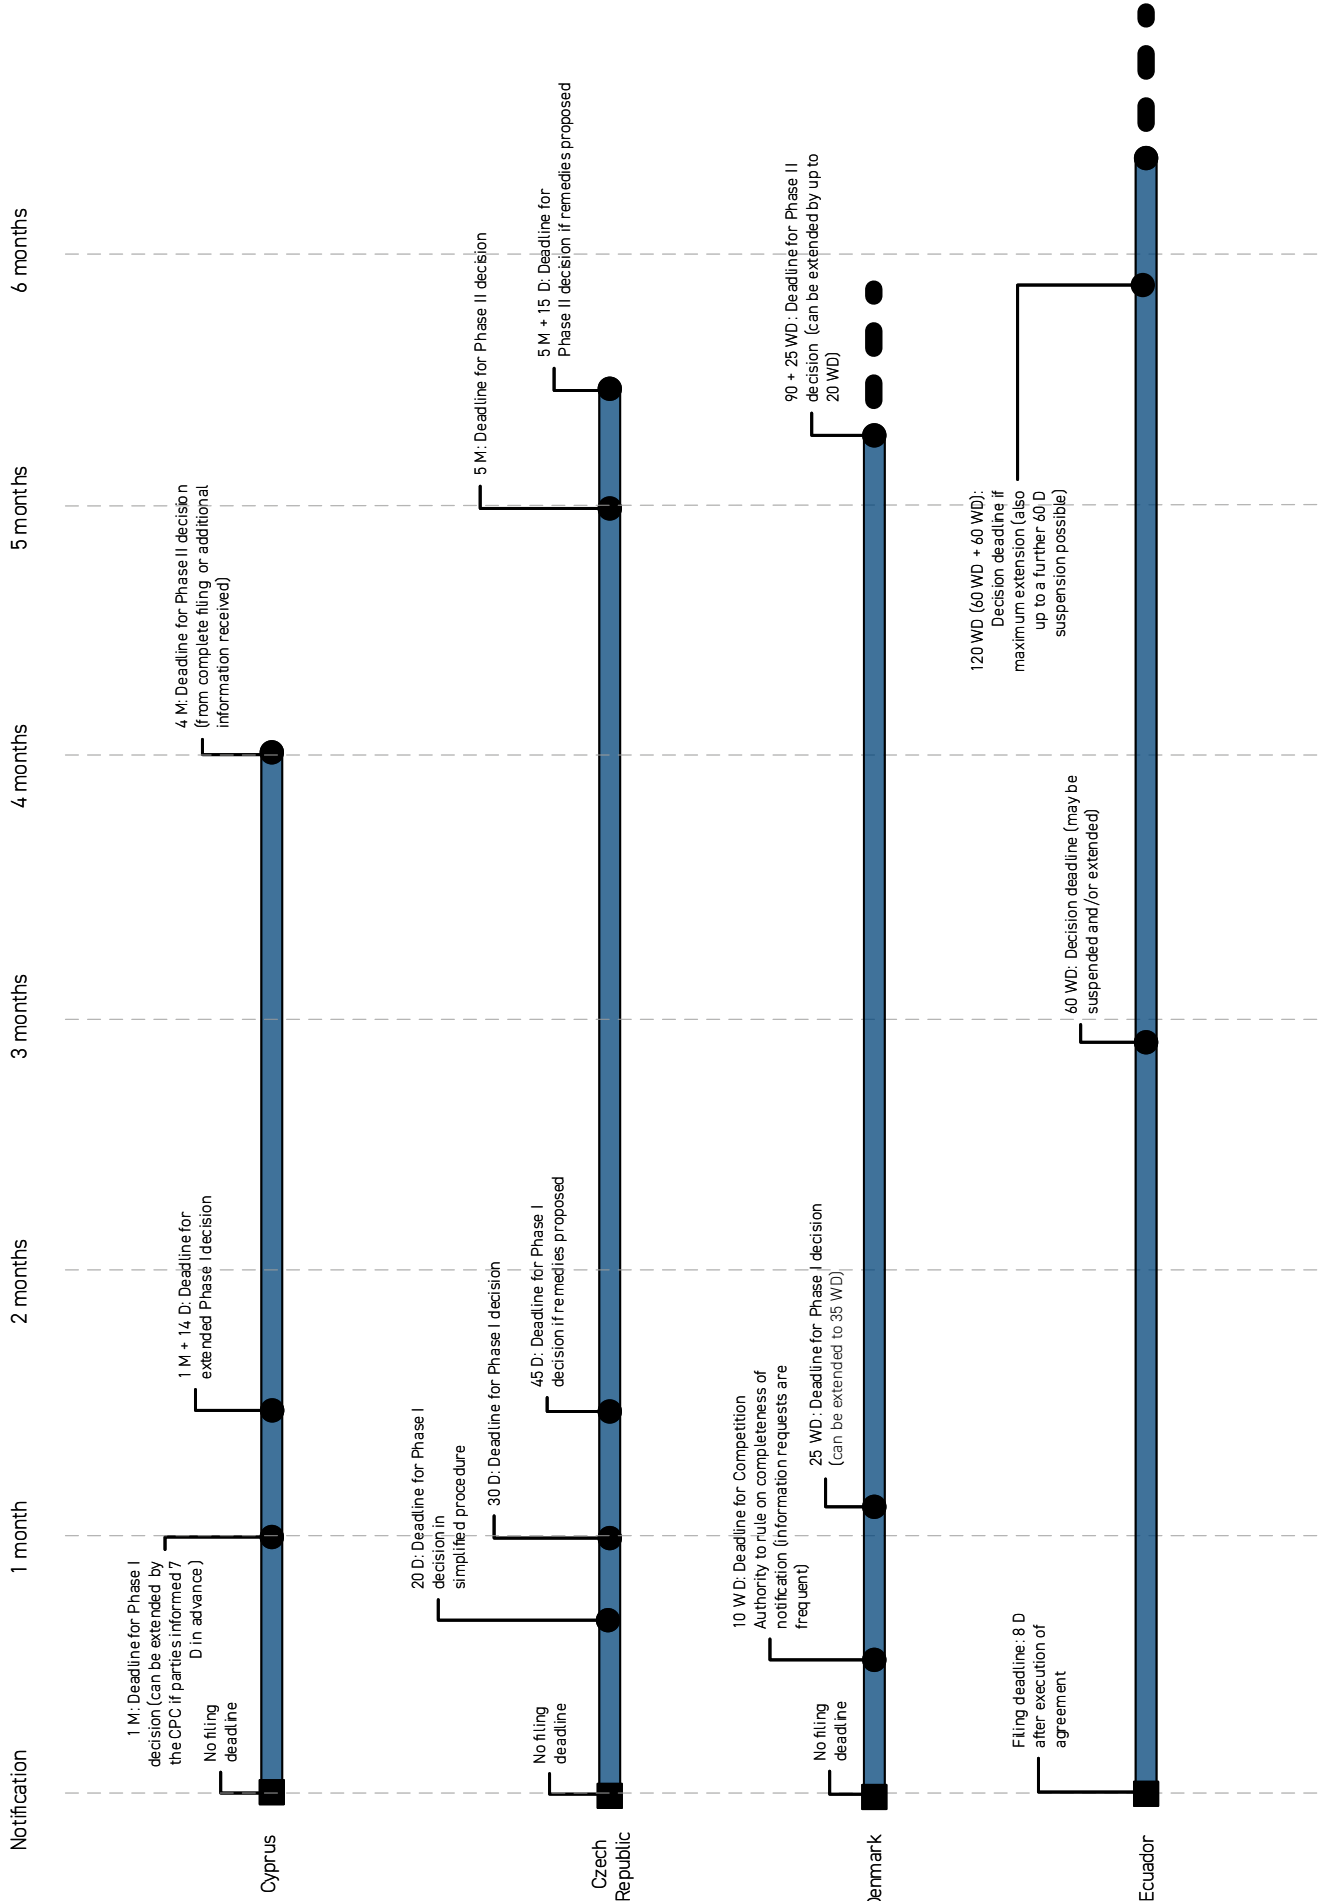 Notification
1 month
2 months
3 months
4 months
5 months
6 months
Cyprus
No filing
deadline
1 M: Deadline for Phase I
decision (can be extended by
the CPC if parties informed 7
D in advance)
1 M + 14 D: Deadline for
extended Phase I decision
4 M: Deadline for Phase II decision
(from complete filing or additional
information received)
Czech
Republic
No filing
deadline
20 D: Deadline for Phase I
decision in
simplified procedure
30 D: Deadline for Phase I decision
45 D: Deadline for Phase I
decision if remedies proposed
5 M: Deadline for Phase II decision
5 M + 15 D: Deadline for
Phase II decision if remedies proposed
Denmark
No filing
deadline
10 WD: Deadline for Competition
Authority to rule on completeness of
notification (information requests are
frequent)
25 WD: Deadline for Phase I decision
(can be extended to 35 WD)
90 + 25 WD: Deadline for Phase II
decision (can be extended by up to
20 WD)
Ecuador
Filing deadline: 8 D
after execution of
agreement
60 WD: Decision deadline (may be
suspended and/or extended)
120 WD (60 WD + 60 WD):
Decision deadline if
maximum extension (also
up to a further 60 D
suspension possible)